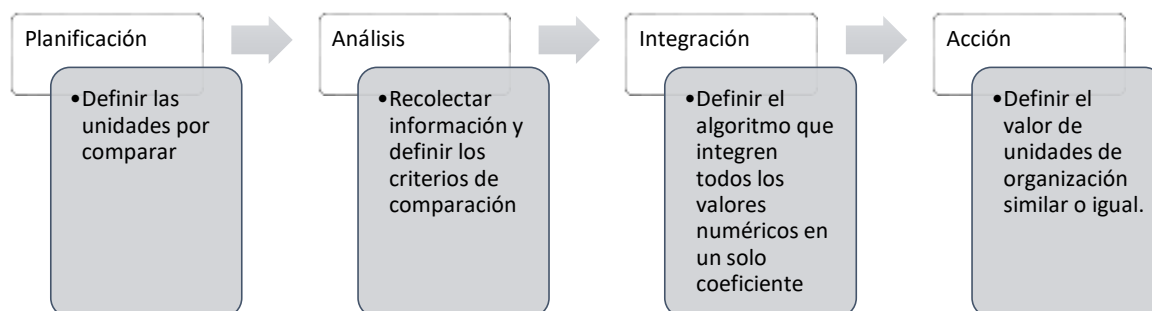 Planificación
•Definir las
unidades por
comparar
Análisis
•Recolectar
información y
definir los
criterios de
comparación
Integración
•Definir el
algoritmo que
integren
todos los
valores
numéricos en
un solo
coeficiente
Acción
•Definir el
valor de
unidades de
organización
similar o igual.